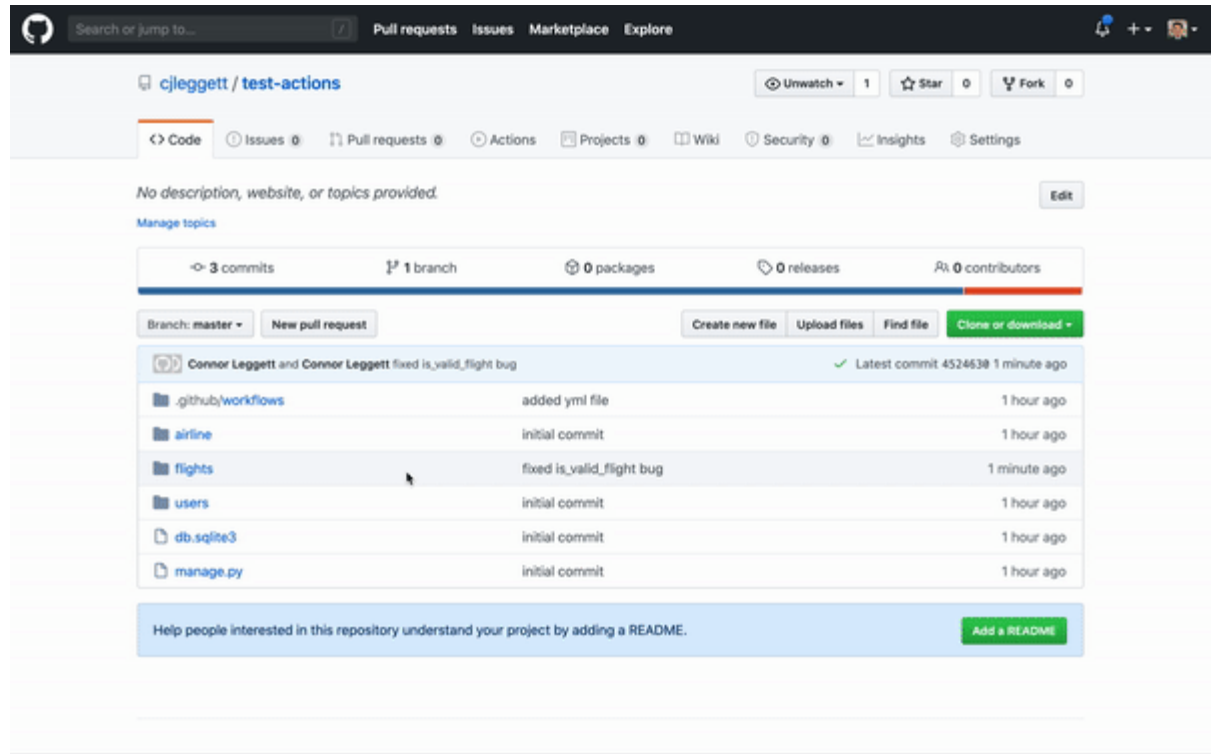 Search or jump to... / Pull requests Issues Marketplace Explore
cjleggett / test-actions Unwatch 1 Star 0 Fork 0
<> Code Issues 0 Pull requests 0 Actions Projects 0 Wiki Security 0 Insights Settings
No description, website, or topics provided. Edit
Manage topics
3 commits 1 branch 0 packages 0 releases 0 contributors
Branch: master New pull request Create new file Upload files Find file Clone or download
Connor Leggett and Connor Leggett fixed is_valid_flight bug Latest commit 4524630 1 minute ago
.github/workflows added yml file 1 hour ago
airline initial commit 1 hour ago
flights fixed is_valid_flight bug 1 minute ago
users initial commit 1 hour ago
db.sqlite3 initial commit 1 hour ago
manage.py initial commit 1 hour ago
Help people interested in this repository understand your project by adding a README. Add a README